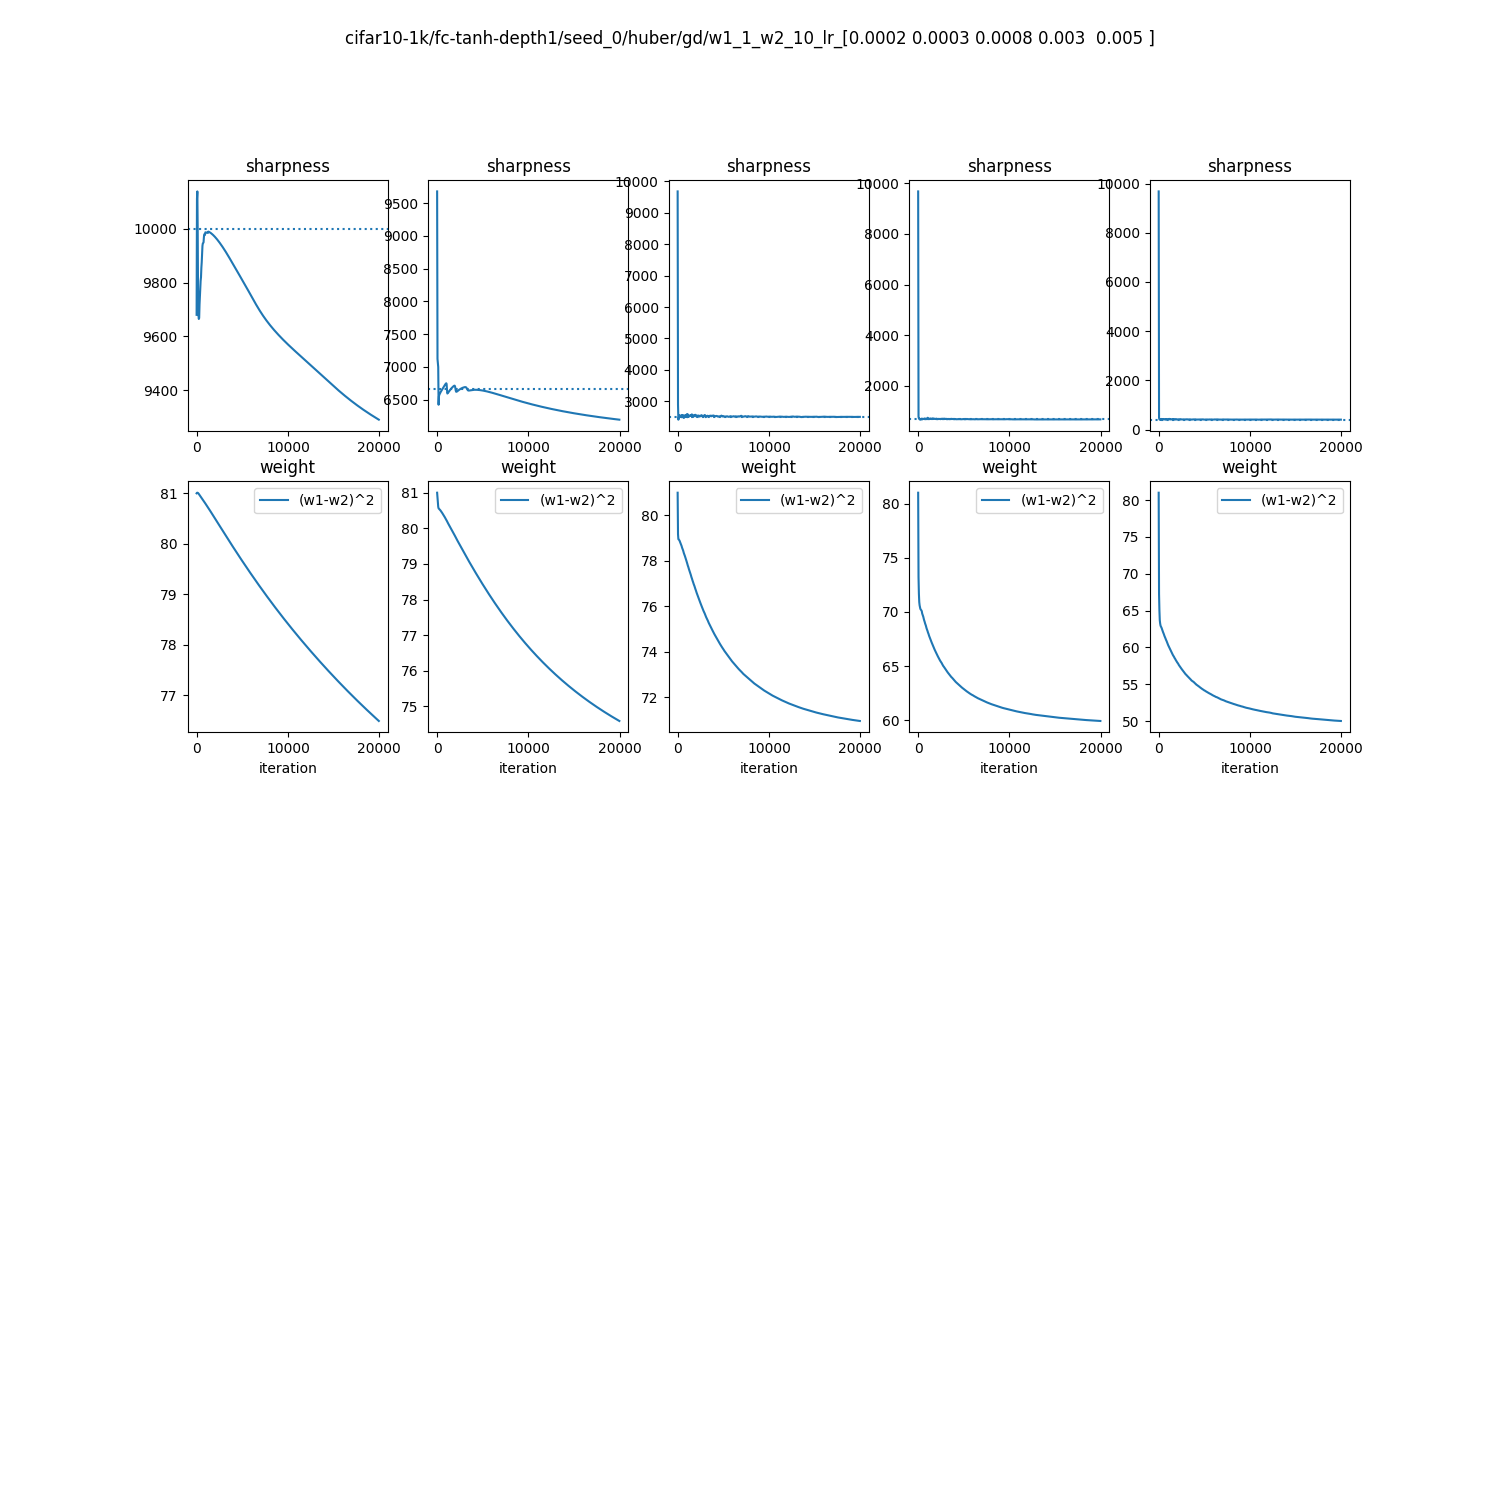 cifar10-1k/fc-tanh-depth1/seed_0/huber/gd/w1_1_w2_10_lr_[0.0002 0.0003 0.0008 0.003  0.005 ]
sharpness sharpness sharpness sharpness sharpness
10000
9800
9600
9400
0 10000 20000
9500
9000
8500
8000
7500
7000
6500
0 10000 20000
10000
9000
8000
7000
6000
5000
4000
3000
0 10000 20000
10000
8000
6000
4000
2000
0 10000 20000
10000
8000
6000
4000
2000
0
0 10000 20000
weight weight weight weight weight
(w1-w2)^2
81
80
79
78
77
0 10000 20000
iteration
(w1-w2)^2
81
80
79
78
77
76
75
0 10000 20000
iteration
(w1-w2)^2
80
78
76
74
72
0 10000 20000
iteration
(w1-w2)^2
80
75
70
65
60
0 10000 20000
iteration
(w1-w2)^2
80
75
70
65
60
55
50
0 10000 20000
iteration